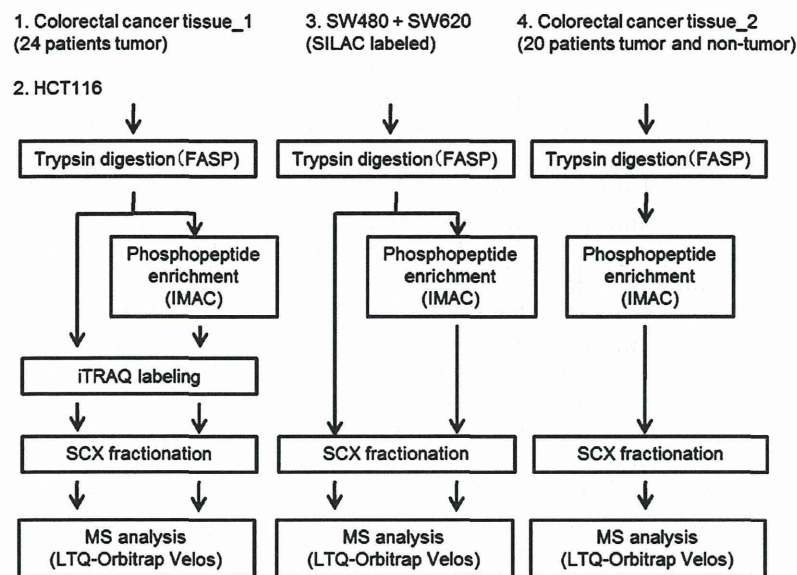 1. Colorectal cancer tissue_1
(24 patients tumor)
2. HCT116
Trypsin digestion(FASP)
Phosphopeptide
enrichment
(IMAC)
iTRAQ labeling
SCX fractionation
MS analysis
(LTQ-Orbitrap Velos)
3. SW480 + SW620
(SILAC labeled)
Trypsin digestion(FASP)
Phosphopeptide
enrichment
(IMAC)
SCX fractionation
MS analysis
(LTQ-Orbitrap Velos)
4. Colorectal cancer tissue_2
(20 patients tumor and non-tumor)
Trypsin digestion(FASP)
Phosphopeptide
enrichment
(IMAC)
SCX fractionation
MS analysis
(LTQ-Orbitrap Velos)